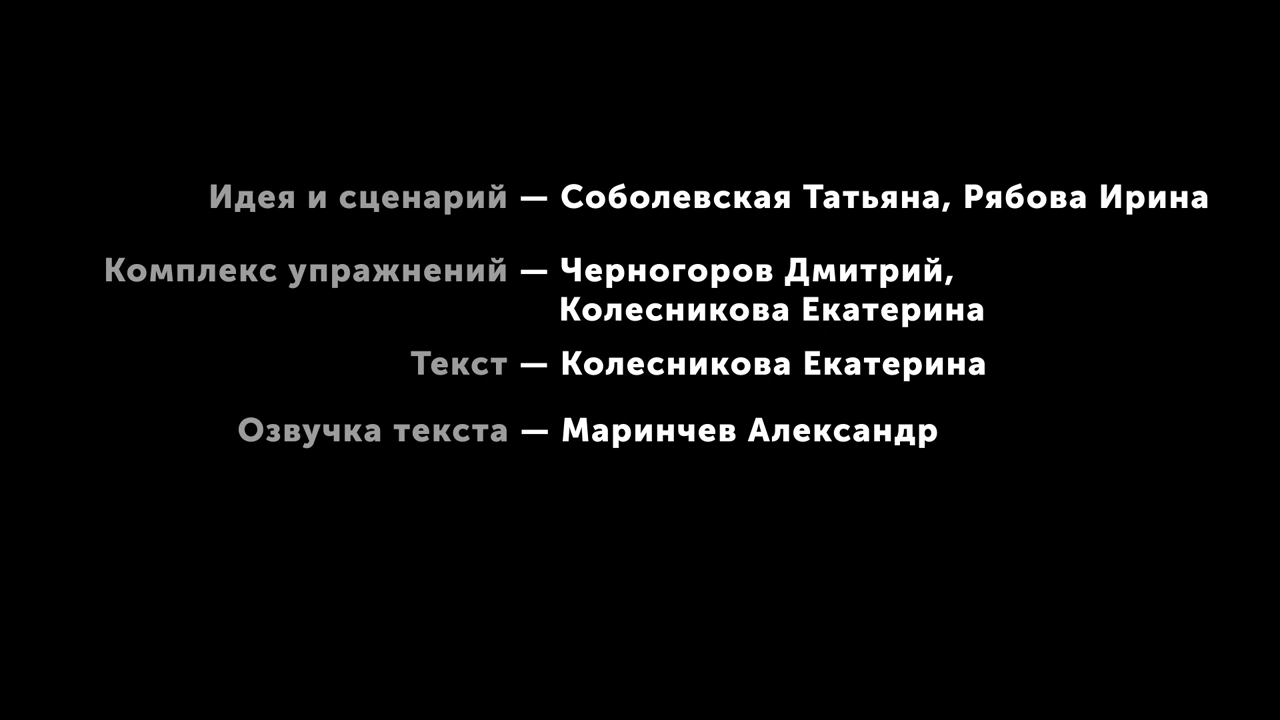 Идея и сценарий — Соболевская Татьяна, Рябова Ирина
Комплекс упражнений — Черногоров Дмитрий,
Колесникова Екатерина
Текст — Колесникова Екатерина
Озвучка текста — Маринчев Александр